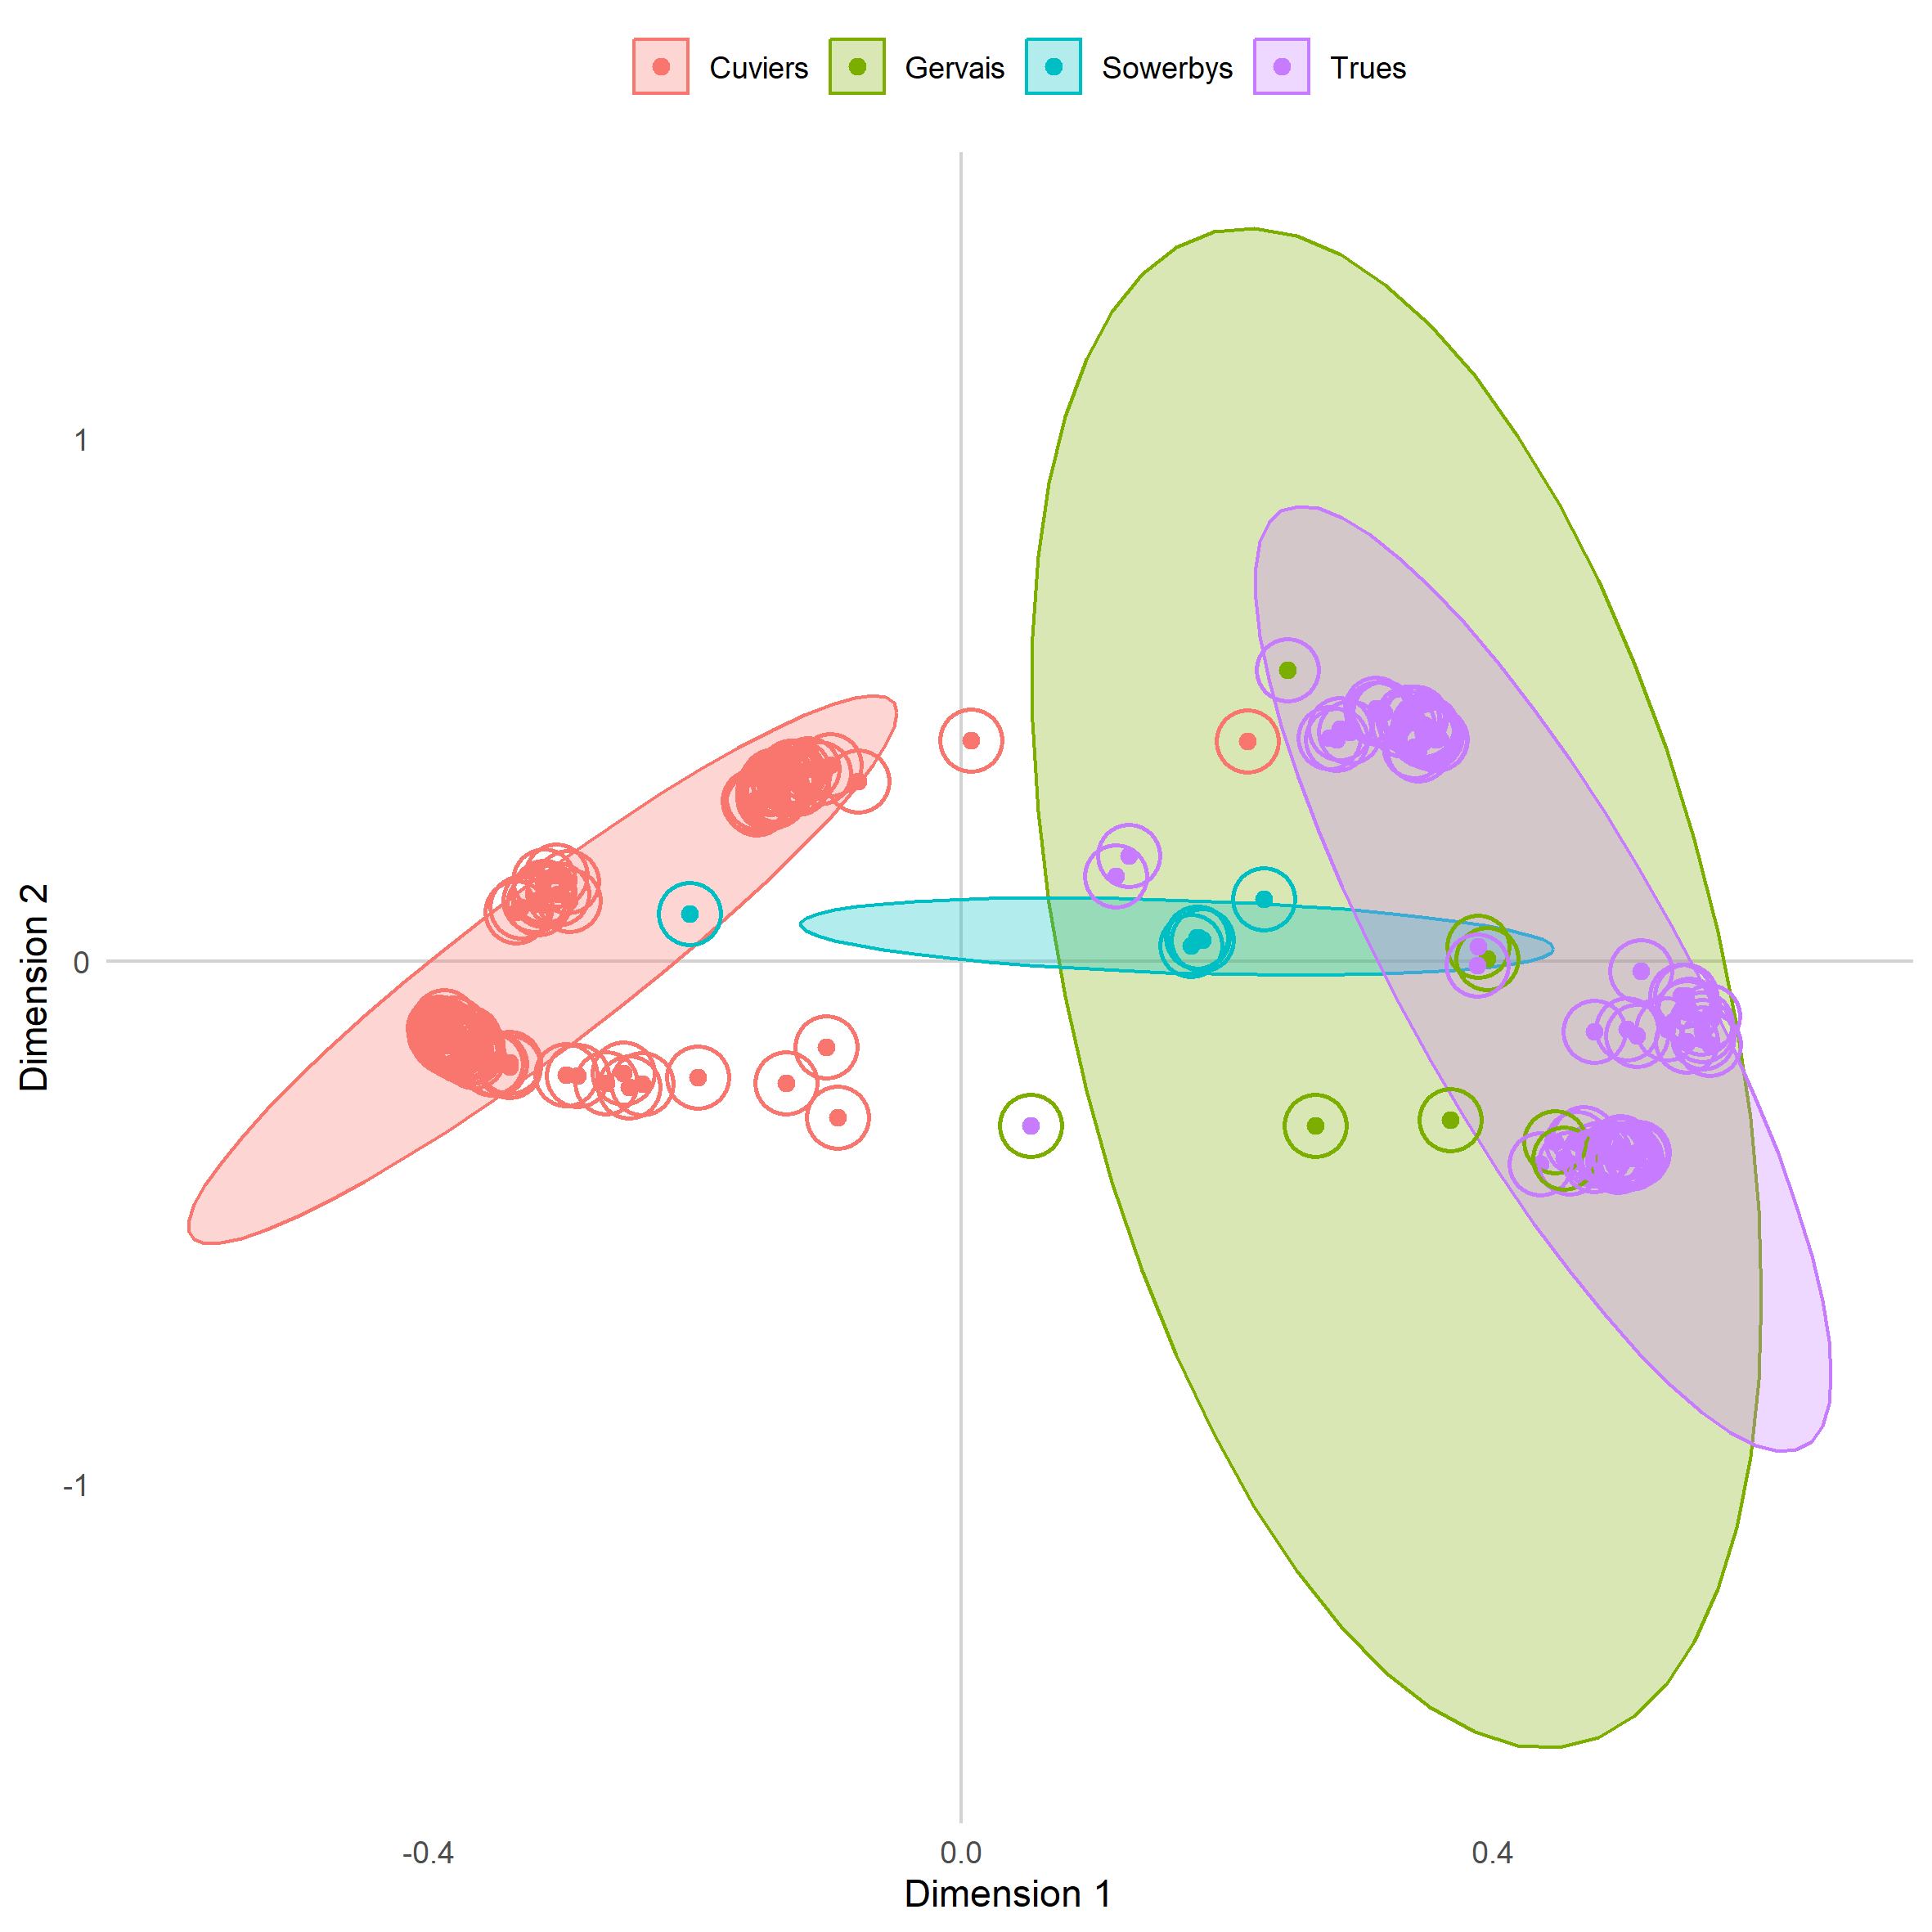 Cuviers Gervais Sowerbys Trues
Dimension 2
1
0
-1
-0.4 0.0 0.4
Dimension 1